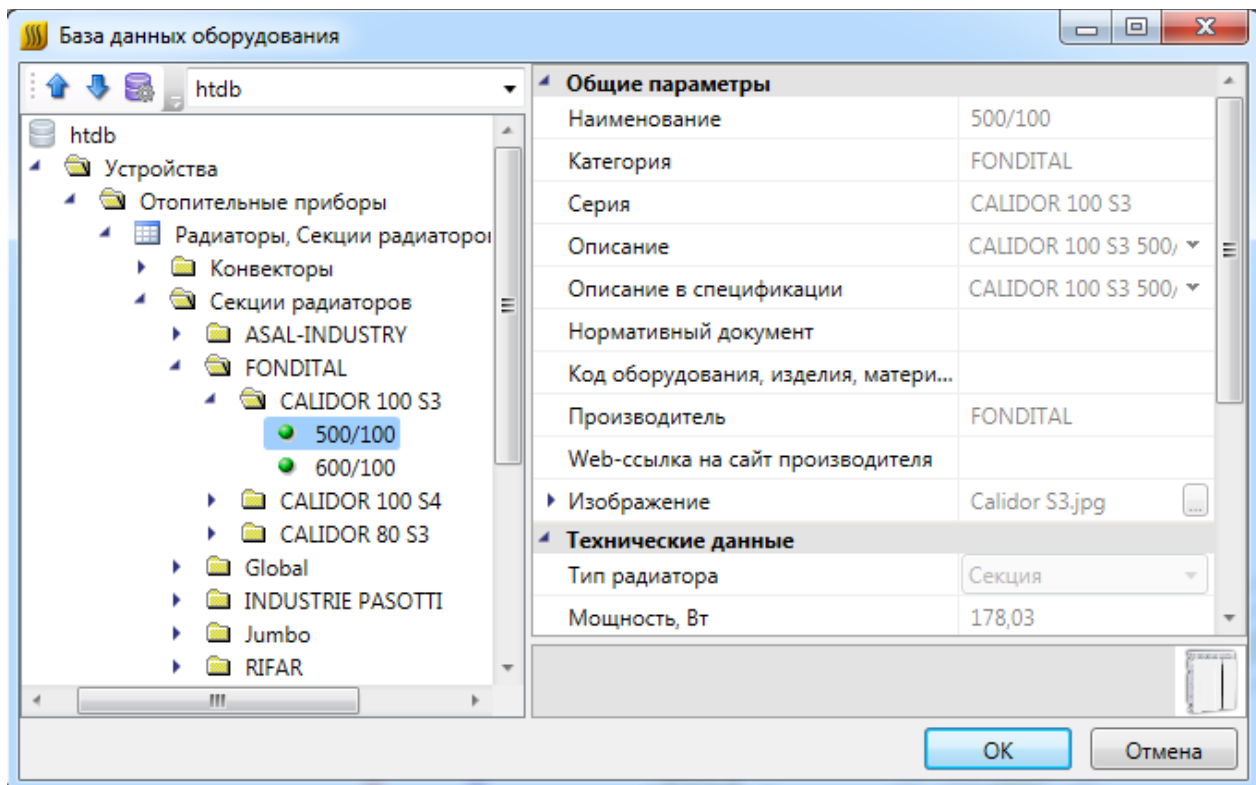 База данных оборудования
htdb
htdb
Устройства
Отопительные приборы
Радиаторы, Секции радиаторо
Конвекторы
Секции радиаторов
ASAL-INDUSTRY
FONDITAL
CALIDOR 100 S3
500/100
600/100
CALIDOR 100 S4
CALIDOR 80 S3
Global
INDUSTRIE PASOTTI
Jumbo
RIFAR
Общие параметры
Наименование 500/100
Категория FONDITAL
Серия CALIDOR 100 S3
Описание CALIDOR 100 S3 500/
Описание в спецификации CALIDOR 100 S3 500/
Нормативный документ
Код оборудования, изделия, матери...
Производитель FONDITAL
Web-ссылка на сайт производителя
Изображение Calidor S3.jpg ...
Технические данные
Тип радиатора Секция
Мощность, Вт 178,03
OK Отмена